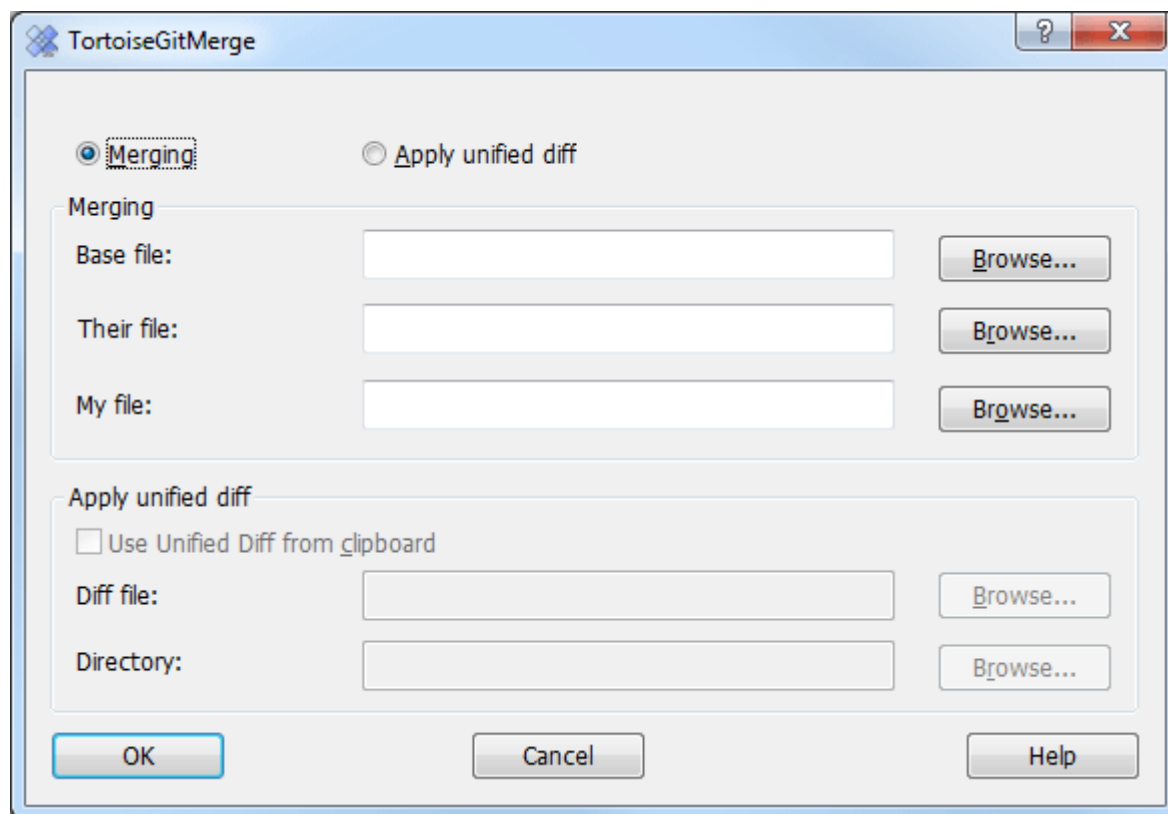 TortoiseGitMerge
Merging Apply unified diff
Merging
Base file: Browse...
Their file: Browse...
My file: Browse...
Apply unified diff
Use Unified Diff from clipboard
Diff file: Browse...
Directory: Browse...
OK Cancel Help